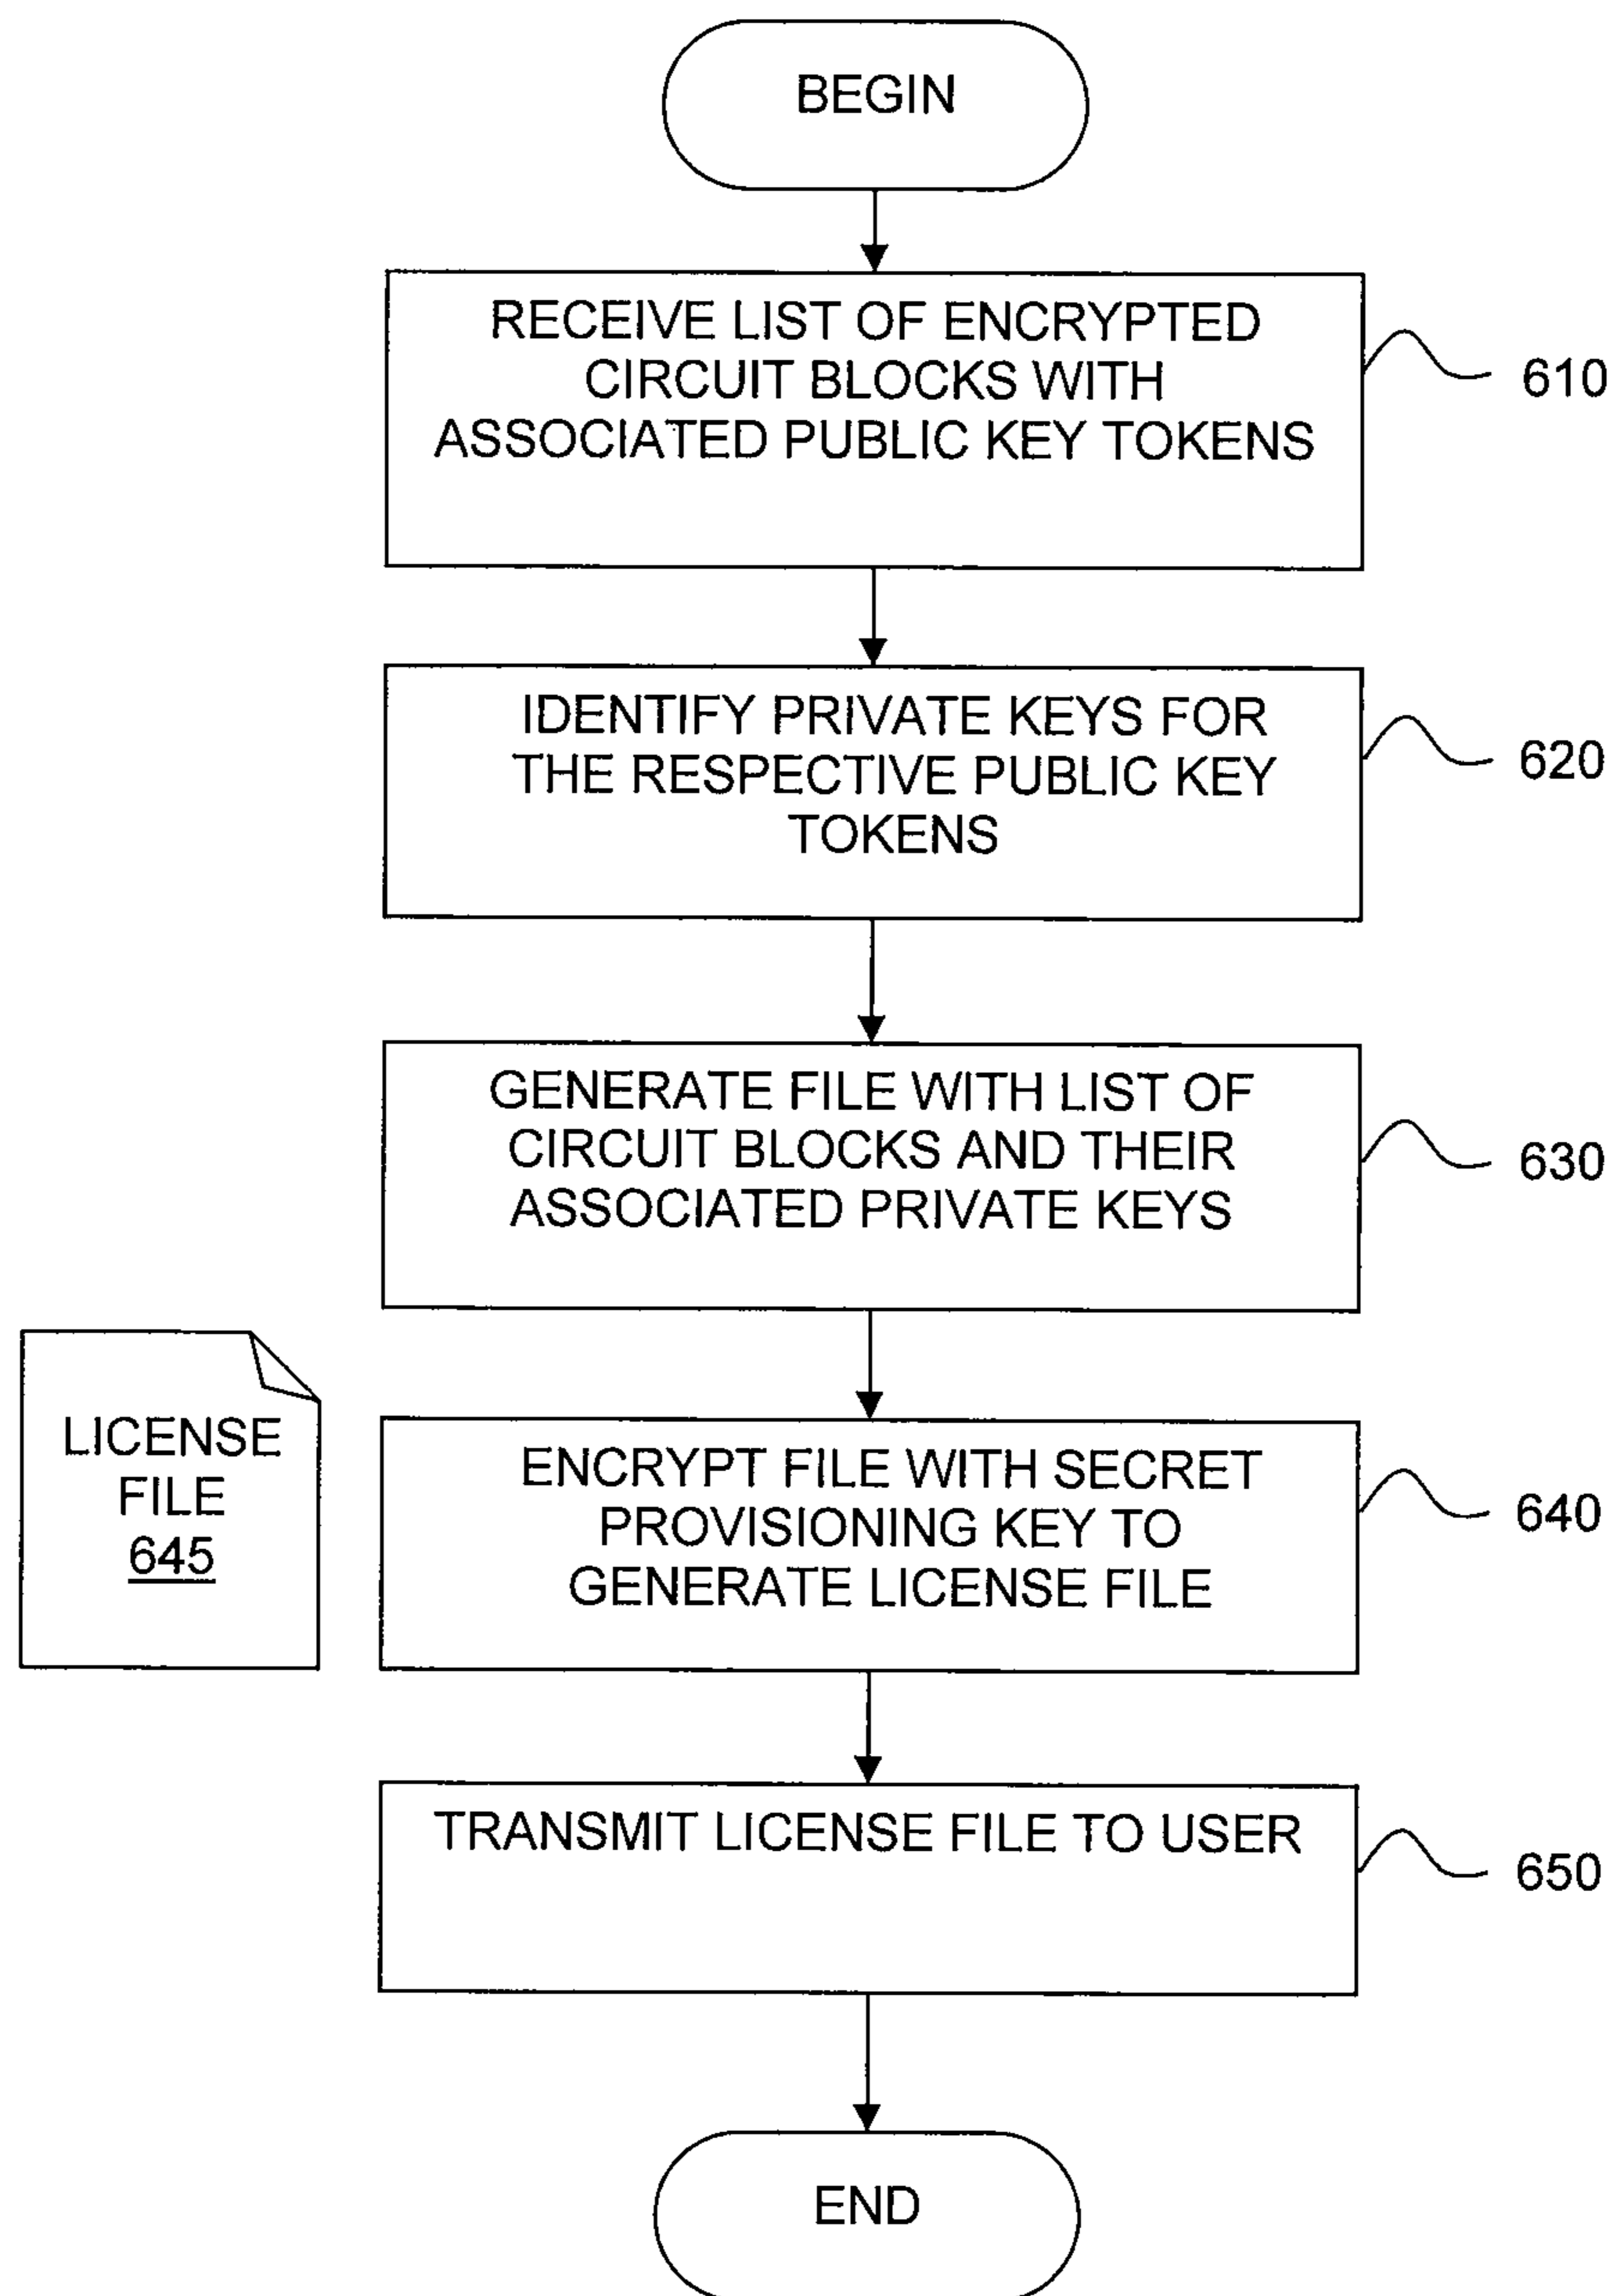 BEGIN
RECEIVE LIST OF ENCRYPTED
CIRCUIT BLOCKS WITH
ASSOCIATED PUBLIC KEY TOKENS
610
IDENTIFY PRIVATE KEYS FOR
THE RESPECTIVE PUBLIC KEY
TOKENS
620
GENERATE FILE WITH LIST OF
CIRCUIT BLOCKS AND THEIR
ASSOCIATED PRIVATE KEYS
630
LICENSE
FILE
645
ENCRYPT FILE WITH SECRET
PROVISIONING KEY TO
GENERATE LICENSE FILE
640
TRANSMIT LICENSE FILE TO USER
650
END